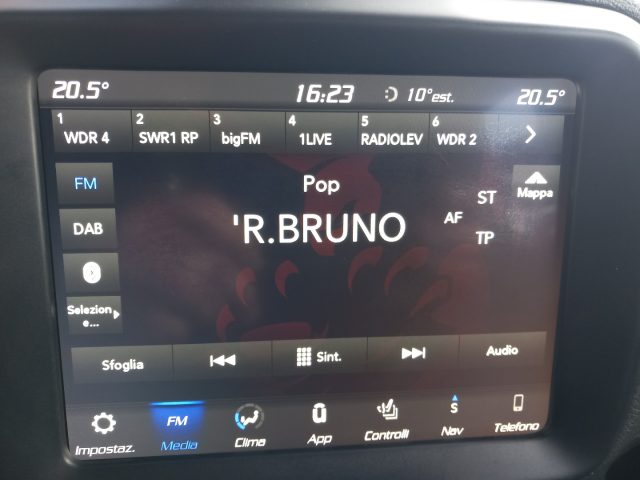 20.5° 16:23 10°est. 20.5°
1 2 3 4 5 6
WDR 4 SWR1 RP bigFM 1LIVE RADIOLEV WDR 2
FM Pop Mappa
ST
'R.BRUNO AF
DAB TP
Selezion
e...
Sfoglia Sint. Audio
FM S
Impostaz. Media Clima App Controlli Nav Telefono